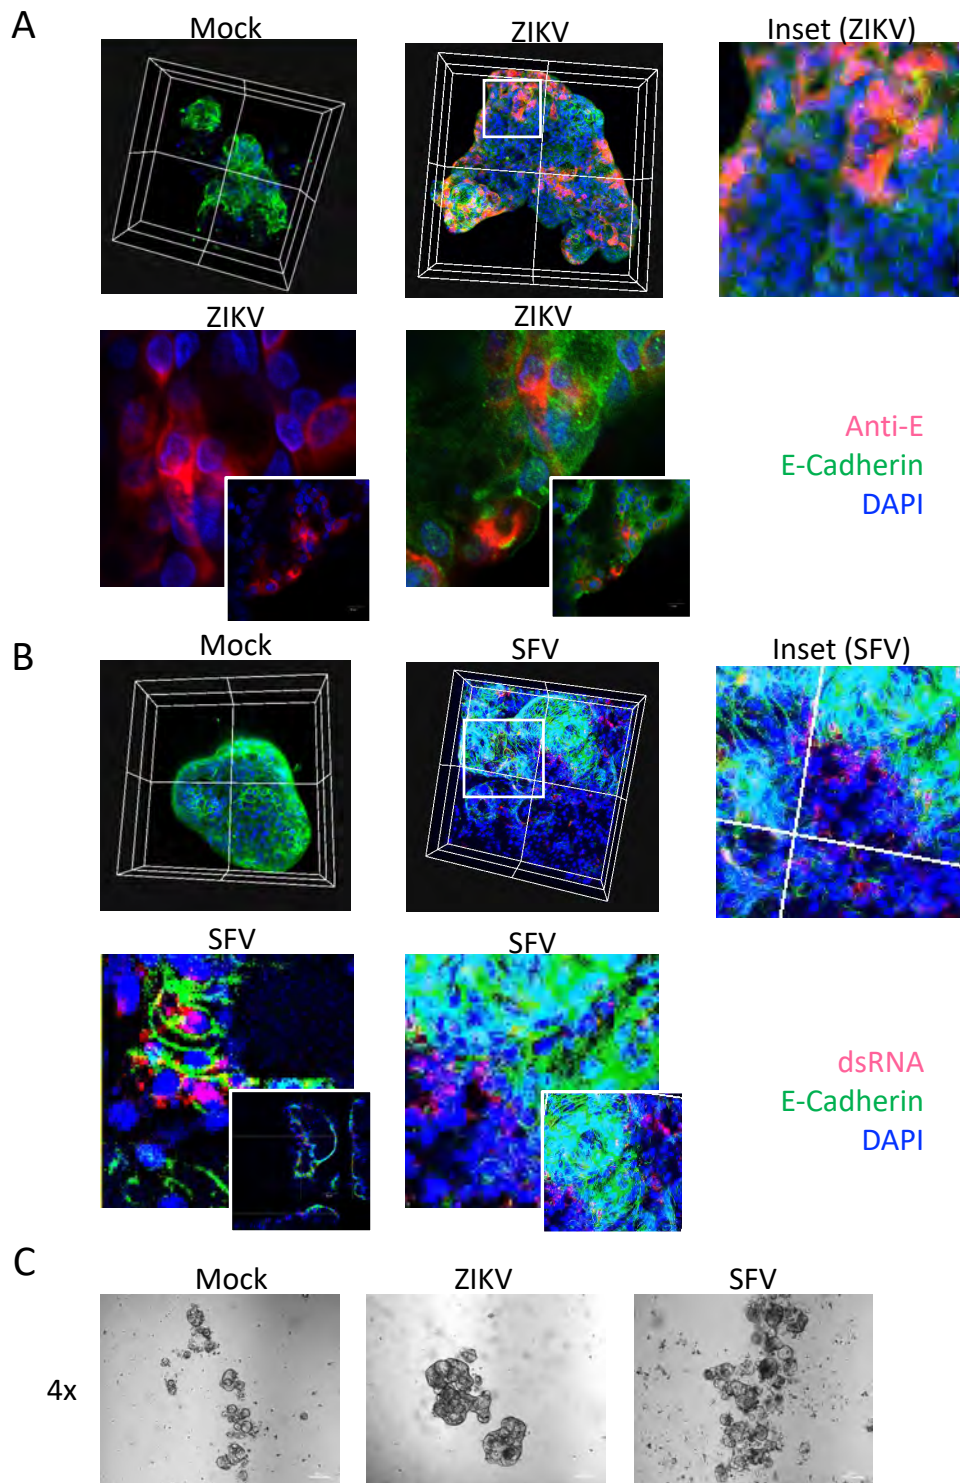 A
Mock
ZIKV
Inset (ZIKV)
ZIKV
ZIKV
Anti-E
E-Cadherin
DAPI
B
Mock
SFV
Inset (SFV)
SFV
SFV
dsRNA
E-Cadherin
DAPI
C
Mock
ZIKV
SFV
4x